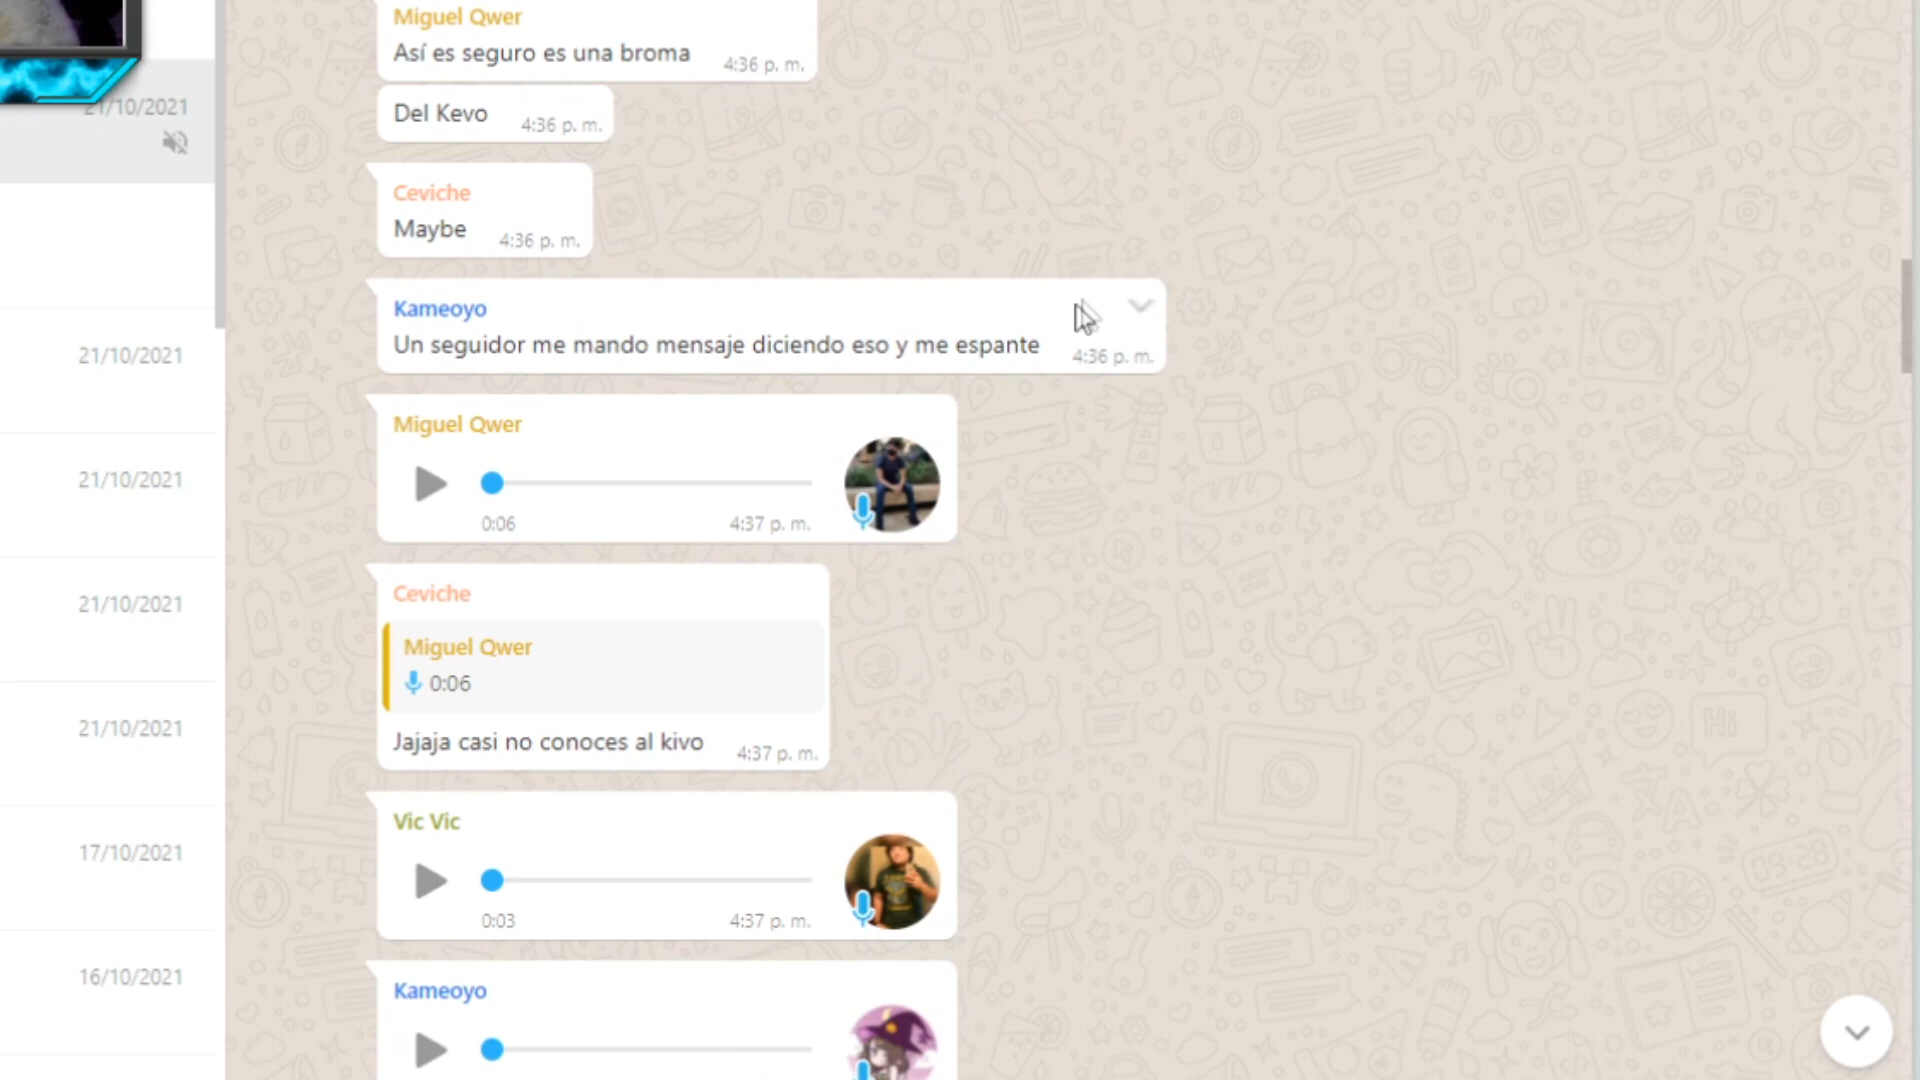 Miguel Qwer
Así es seguro es una broma
4:36 p. m.
21/10/2021
Del Kevo
4:36 p. m.
Ceviche
Maybe
4:36 p. m.
Kameoyo
Un seguidor me mando mensaje diciendo eso y me espante
4:36 p. m.
21/10/2021
Miguel Qwer
0:06
4:37 p. m.
21/10/2021
Ceviche
21/10/2021
Miguel Qwer
0:06
21/10/2021
Jajaja casi no conoces al kivo
4:37 p. m.
Vic Vic
17/10/2021
0:03
4:37 p. m.
16/10/2021
Kameoyo
Hi
09:28